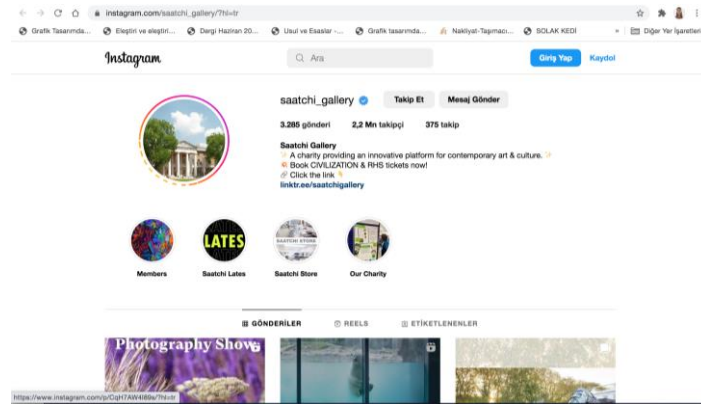 instagram.com/saatchi_gallery/?hl=tr
Grafik Tasarımda... Eleştiri ve eleştiri... Dergi Haziran 20... Usul ve Esaslar -... Grafik tasarımda... Nakliyat-Taşımacı... SOLAK KEDİ » Diğer Yer İşaretleri
Instagram Ara Giriş Yap Kaydol
saatchi_gallery Takip Et Mesaj Gönder
3.285 gönderi 2,2 Mn takipçi 375 takip
Saatchi Gallery
A charity providing an innovative platform for contemporary art & culture.
Book CIVILIZATION & RHS tickets now!
Click the link
linktr.ee/saatchigallery
LATES
SAATCHI STORE
Members Saatchi Lates Saatchi Store Our Charity
GÖNDERİLER REELS ETİKETLENENLER
Photography Show
https://www.instagram.com/p/CqH7AW4I89s/?hl=tr